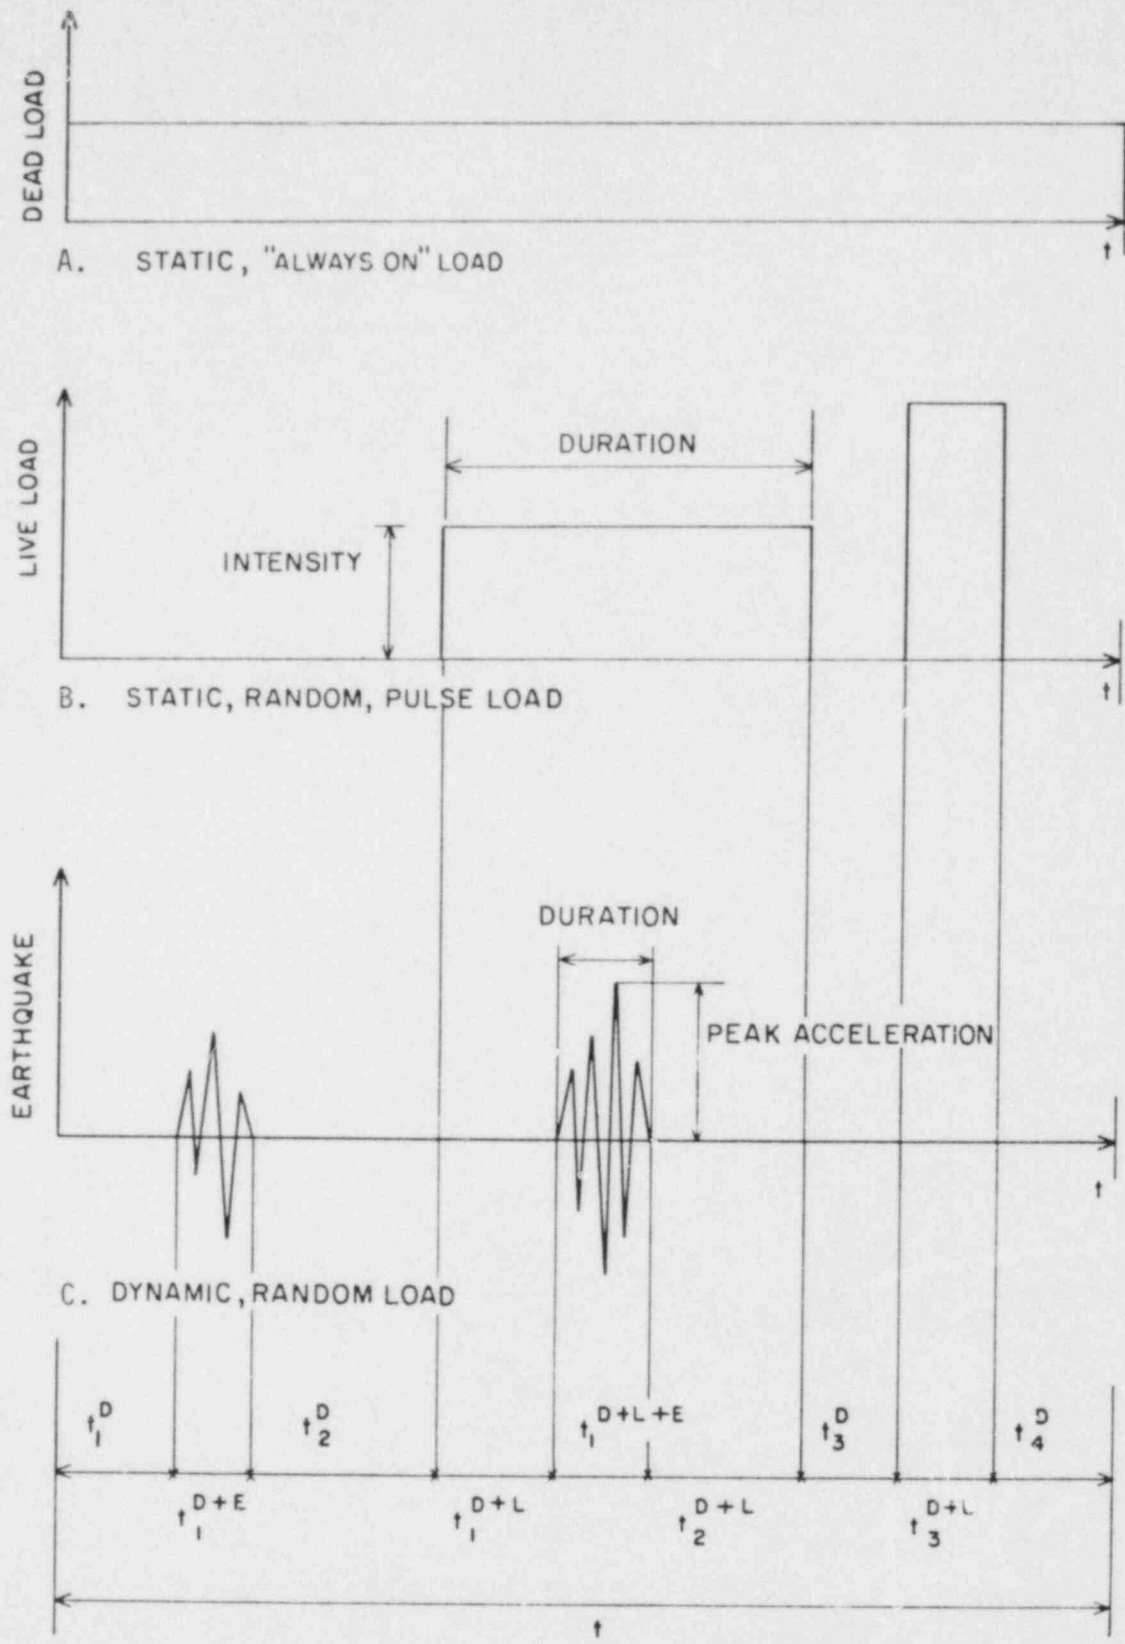 DEAD LOAD
t
A. STATIC, "ALWAYS ON" LOAD
LIVE LOAD
DURATION
INTENSITY
t
B. STATIC, RANDOM, PULSE LOAD
EARTHQUAKE
DURATION
PEAK ACCELERATION
t
C. DYNAMIC, RANDOM LOAD
t₁ᴰ
t₂ᴰ
t₁ᴰ⁺ᴸ⁺ᴱ
t₃ᴰ
t₄ᴰ
t₁ᴰ⁺ᴱ
t₁ᴰ⁺ᴸ
t₂ᴰ⁺ᴸ
t₃ᴰ⁺ᴸ
t